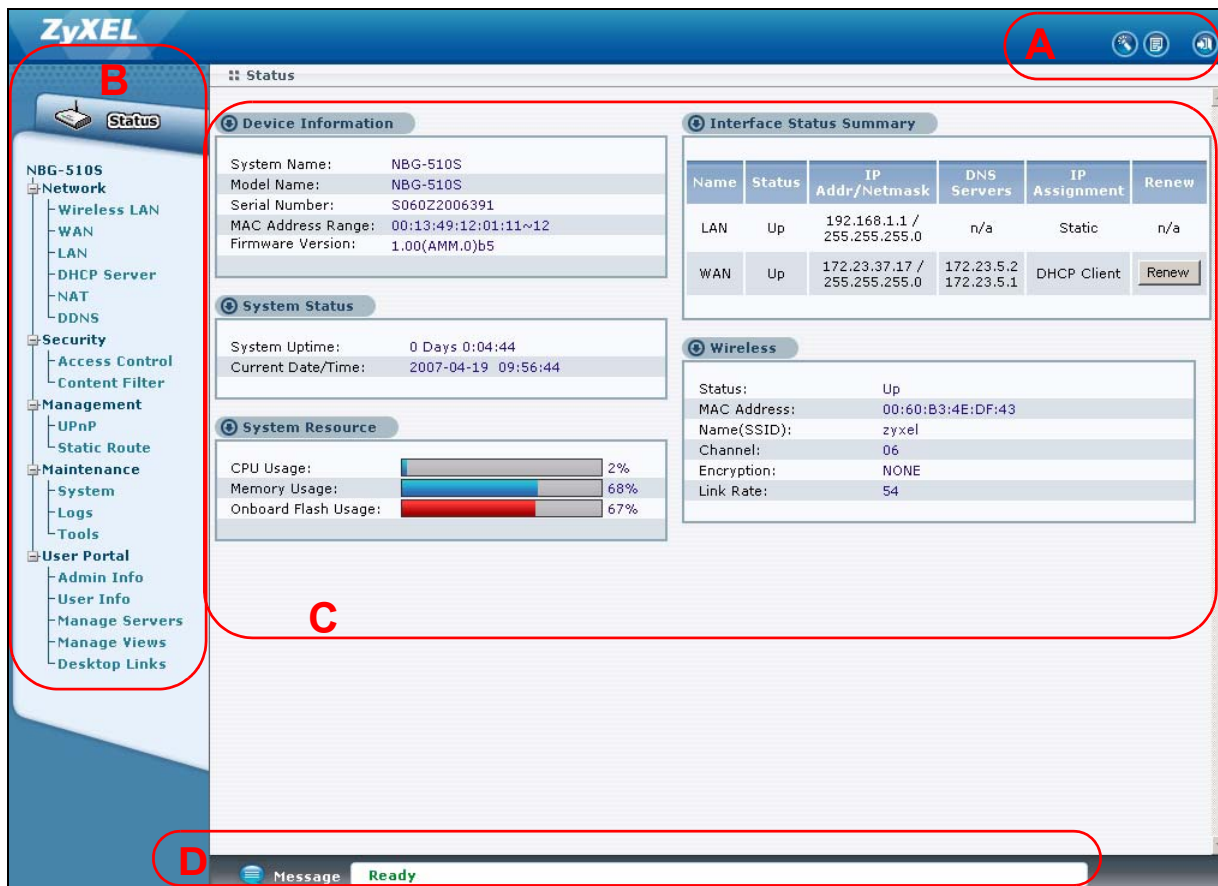 ZyXEL
A
B
Status
NBG-510S
Network
Wireless LAN
WAN
LAN
DHCP Server
NAT
DDNS
Security
Access Control
Content Filter
Management
UPnP
Static Route
Maintenance
System
Logs
Tools
User Portal
Admin Info
User Info
Manage Servers
Manage Views
Desktop Links
Status
Device Information
System Name: NBG-510S
Model Name: NBG-510S
Serial Number: S060Z2006391
MAC Address Range: 00:13:49:12:01:11~12
Firmware Version: 1.00(AMM.0)b5
System Status
System Uptime: 0 Days 0:04:44
Current Date/Time: 2007-04-19 09:56:44
System Resource
CPU Usage: 2%
Memory Usage: 68%
Onboard Flash Usage: 67%
Interface Status Summary
Name Status IP Addr/Netmask DNS Servers IP Assignment Renew
LAN Up 192.168.1.1 / 255.255.255.0 n/a Static n/a
WAN Up 172.23.37.17 / 255.255.255.0 172.23.5.2 172.23.5.1 DHCP Client Renew
Wireless
Status: Up
MAC Address: 00:60:B3:4E:DF:43
Name(SSID): zyxel
Channel: 06
Encryption: NONE
Link Rate: 54
C
D
Message Ready